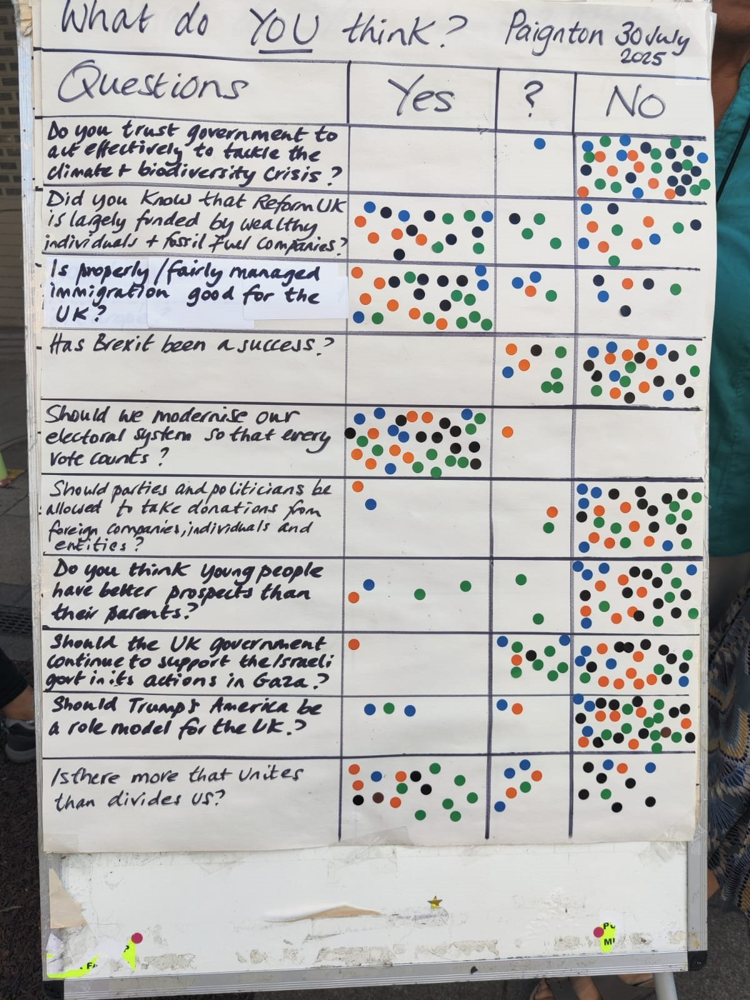 What do YOU think? Paignton 30 July
2025
Questions Yes ? No
Do you trust government to
act effectively to tackle the
climate + biodiversity crisis?
Did you know that Reform UK
is largely funded by wealthy
individuals + fossil fuel companies?
Is properly/fairly managed
immigration good for the
UK?
Has Brexit been a success?
Should we modernise our
electoral system so that every
vote counts?
Should parties and politicians be
allowed to take donations from
foreign companies, individuals and
entities?
Do you think young people
have better prospects than
their parents?
Should the UK government
continue to support the Israeli
govt in its actions in Gaza?
Should Trump's America be
a role model for the UK.?
Is there more that unites
than divides us?